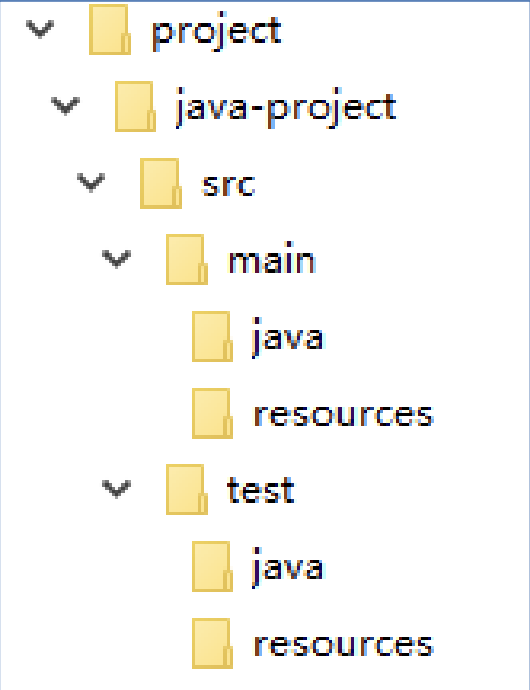 project
java-project
src
main
java
resources
test
java
resources